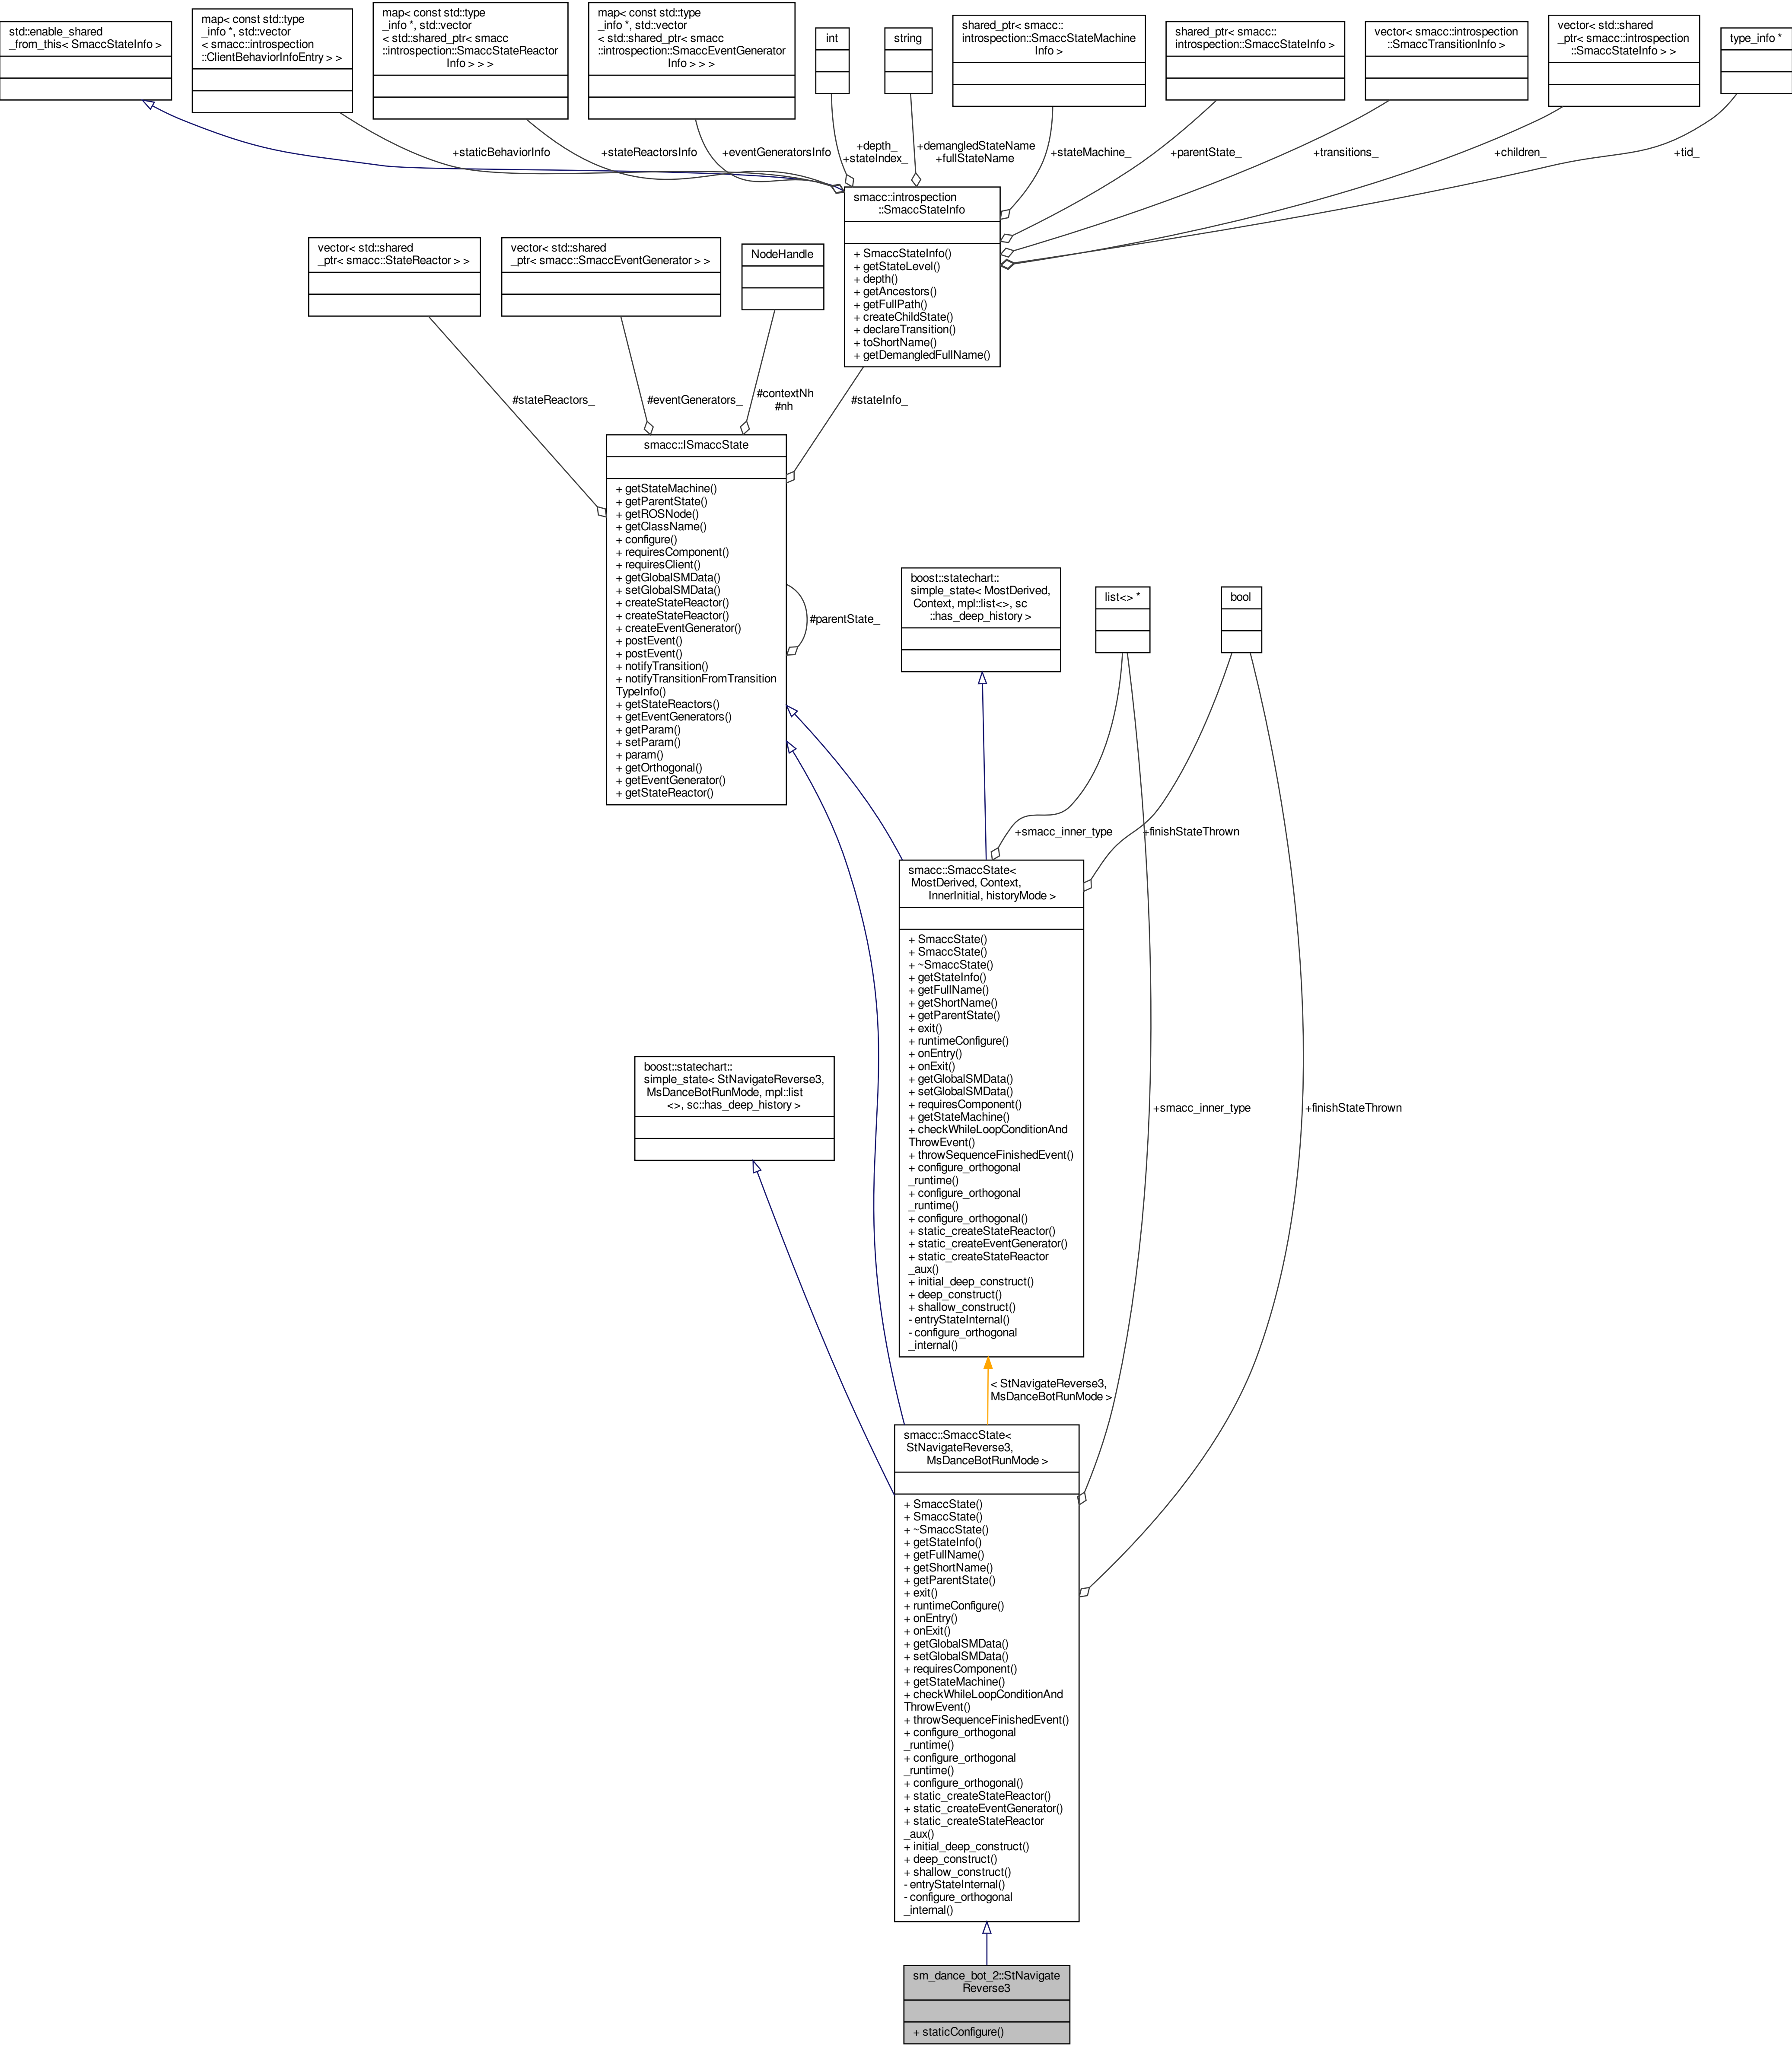 std::enable_shared
_from_this< SmaccStateInfo >
map< const std::type
_info *, std::vector
< smacc::introspection
::ClientBehaviorInfoEntry > >
map< const std::type
_info *, std::vector
< std::shared_ptr< smacc
::introspection::SmaccStateReactor
Info > > >
map< const std::type
_info *, std::vector
< std::shared_ptr< smacc
::introspection::SmaccEventGenerator
Info > > >
int
string
shared_ptr< smacc::
introspection::SmaccStateMachine
Info >
shared_ptr< smacc::
introspection::SmaccStateInfo >
vector< smacc::introspection
::SmaccTransitionInfo >
vector< std::shared
_ptr< smacc::introspection
::SmaccStateInfo > >
type_info *
+staticBehaviorInfo
+stateReactorsInfo
+eventGeneratorsInfo
+depth_
+stateIndex_
+demangledStateName
+fullStateName
+stateMachine_
+parentState_
+transitions_
+children_
+tid_
smacc::introspection
::SmaccStateInfo
+ SmaccStateInfo()
+ getStateLevel()
+ depth()
+ getAncestors()
+ getFullPath()
+ createChildState()
+ declareTransition()
+ toShortName()
+ getDemangledFullName()
vector< std::shared
_ptr< smacc::StateReactor > >
vector< std::shared
_ptr< smacc::SmaccEventGenerator > >
NodeHandle
#stateReactors_
#eventGenerators_
#contextNh
#nh
#stateInfo_
smacc::ISmaccState
+ getStateMachine()
+ getParentState()
+ getROSNode()
+ getClassName()
+ configure()
+ requiresComponent()
+ requiresClient()
+ getGlobalSMData()
+ setGlobalSMData()
+ createStateReactor()
+ createStateReactor()
+ createEventGenerator()
+ postEvent()
+ postEvent()
+ notifyTransition()
+ notifyTransitionFromTransition
TypeInfo()
+ getStateReactors()
+ getEventGenerators()
+ getParam()
+ setParam()
+ param()
+ getOrthogonal()
+ getEventGenerator()
+ getStateReactor()
#parentState_
boost::statechart::
simple_state< MostDerived,
Context, mpl::list<>, sc
::has_deep_history >
list<> *
bool
+smacc_inner_type
+finishStateThrown
smacc::SmaccState<
MostDerived, Context,
InnerInitial, historyMode >
+ SmaccState()
+ SmaccState()
+ ~SmaccState()
+ getStateInfo()
+ getFullName()
+ getShortName()
+ getParentState()
+ exit()
+ runtimeConfigure()
+ onEntry()
+ onExit()
+ getGlobalSMData()
+ setGlobalSMData()
+ requiresComponent()
+ getStateMachine()
+ checkWhileLoopConditionAnd
ThrowEvent()
+ throwSequenceFinishedEvent()
+ configure_orthogonal
_runtime()
+ configure_orthogonal
_runtime()
+ configure_orthogonal()
+ static_createStateReactor()
+ static_createEventGenerator()
+ static_createStateReactor
_aux()
+ initial_deep_construct()
+ deep_construct()
+ shallow_construct()
- entryStateInternal()
- configure_orthogonal
_internal()
boost::statechart::
simple_state< StNavigateReverse3,
MsDanceBotRunMode, mpl::list
<>, sc::has_deep_history >
+smacc_inner_type
+finishStateThrown
< StNavigateReverse3,
MsDanceBotRunMode >
smacc::SmaccState<
StNavigateReverse3,
MsDanceBotRunMode >
+ SmaccState()
+ SmaccState()
+ ~SmaccState()
+ getStateInfo()
+ getFullName()
+ getShortName()
+ getParentState()
+ exit()
+ runtimeConfigure()
+ onEntry()
+ onExit()
+ getGlobalSMData()
+ setGlobalSMData()
+ requiresComponent()
+ getStateMachine()
+ checkWhileLoopConditionAnd
ThrowEvent()
+ throwSequenceFinishedEvent()
+ configure_orthogonal
_runtime()
+ configure_orthogonal
_runtime()
+ configure_orthogonal()
+ static_createStateReactor()
+ static_createEventGenerator()
+ static_createStateReactor
_aux()
+ initial_deep_construct()
+ deep_construct()
+ shallow_construct()
- entryStateInternal()
- configure_orthogonal
_internal()
sm_dance_bot_2::StNavigate
Reverse3
+ staticConfigure()